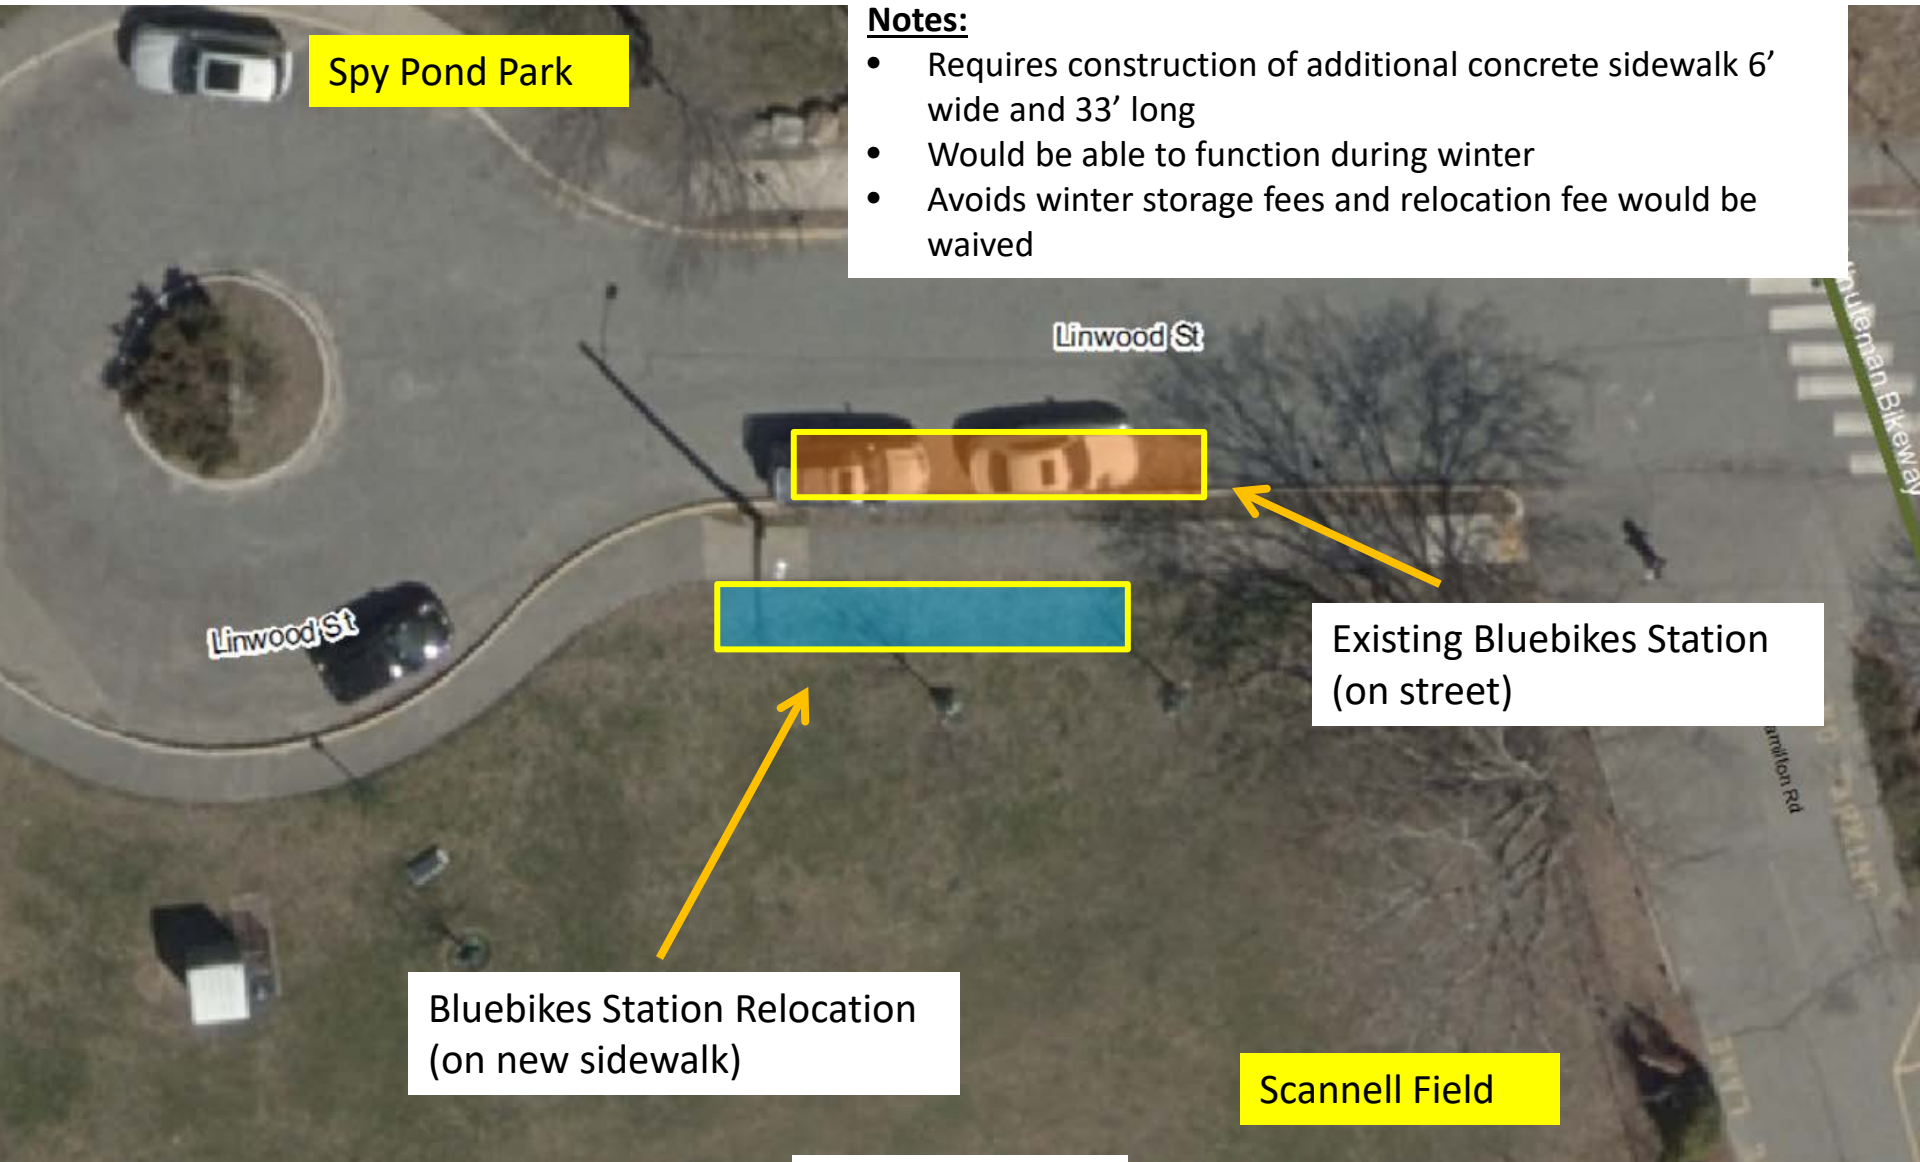 Notes:
• Requires construction of additional concrete sidewalk 6’
wide and 33’ long
• Would be able to function during winter
• Avoids winter storage fees and relocation fee would be
waived
Spy Pond Park
Linwood St
Linwood St
Bikeway
Existing Bluebikes Station
(on street)
Rd
Bluebikes Station Relocation
(on new sidewalk)
Scannell Field